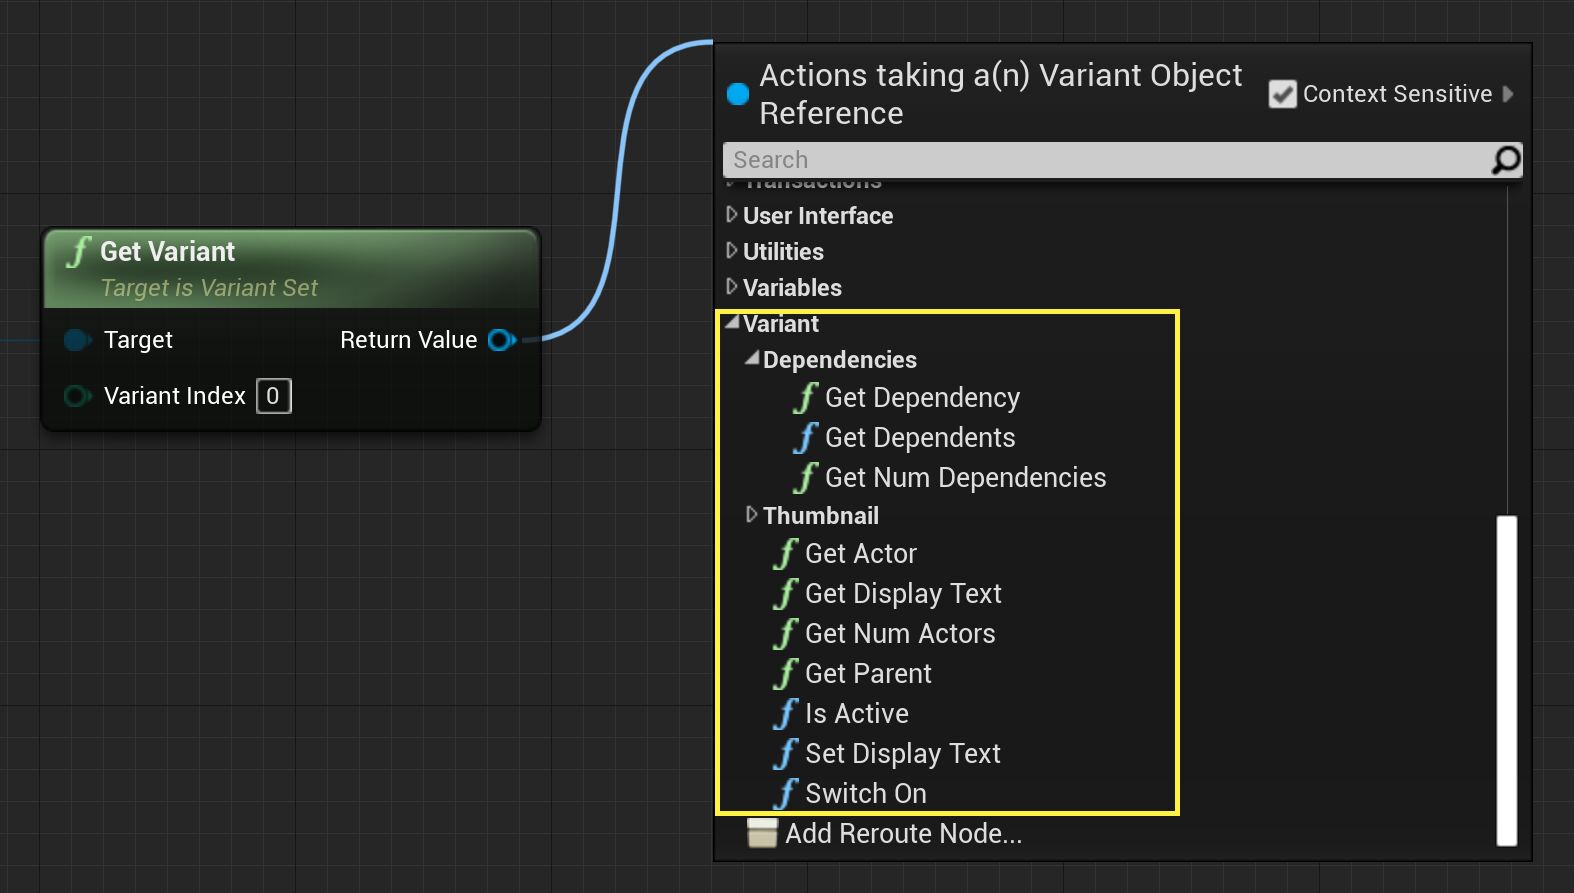 Get Variant
Target is Variant Set
Target
Return Value
Variant Index 0
Actions taking a(n) Variant Object
Reference
Context Sensitive
Search
Transactions
User Interface
Utilities
Variables
Variant
Dependencies
Get Dependency
Get Dependents
Get Num Dependencies
Thumbnail
Get Actor
Get Display Text
Get Num Actors
Get Parent
Is Active
Set Display Text
Switch On
Add Reroute Node...